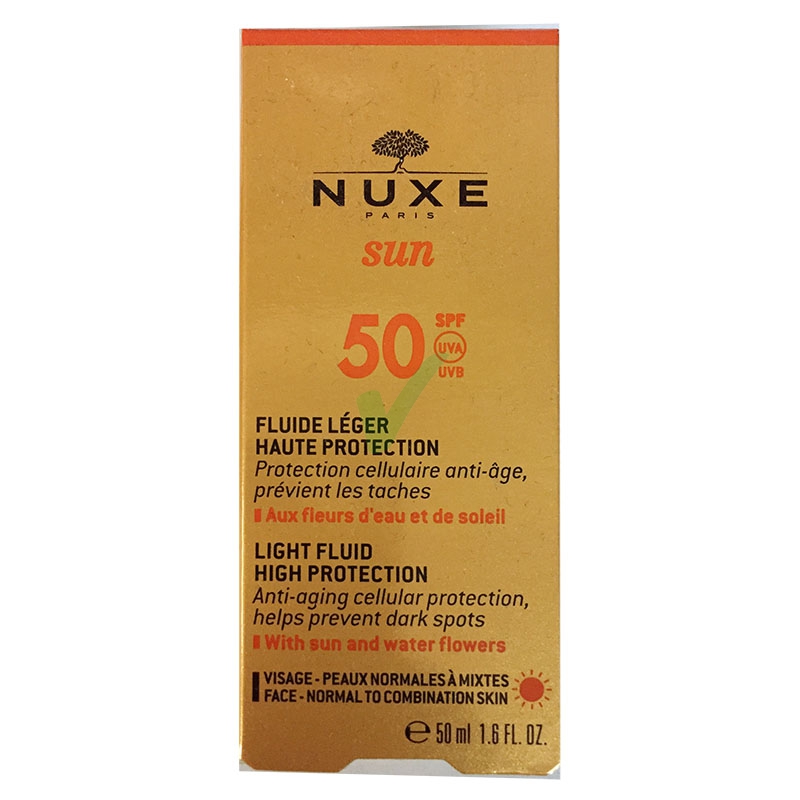 NUXE
PARIS
sun
50 SPF
UVA
UVB
FLUIDE LÉGER
HAUTE PROTECTION
Protection cellulaire anti-âge,
prévient les taches
Aux fleurs d'eau et de soleil
LIGHT FLUID
HIGH PROTECTION
Anti-aging cellular protection,
helps prevent dark spots
With sun and water flowers
VISAGE - PEAUX NORMALES À MIXTES
FACE - NORMAL TO COMBINATION SKIN
℮ 50 ml 1.6 FL. OZ.